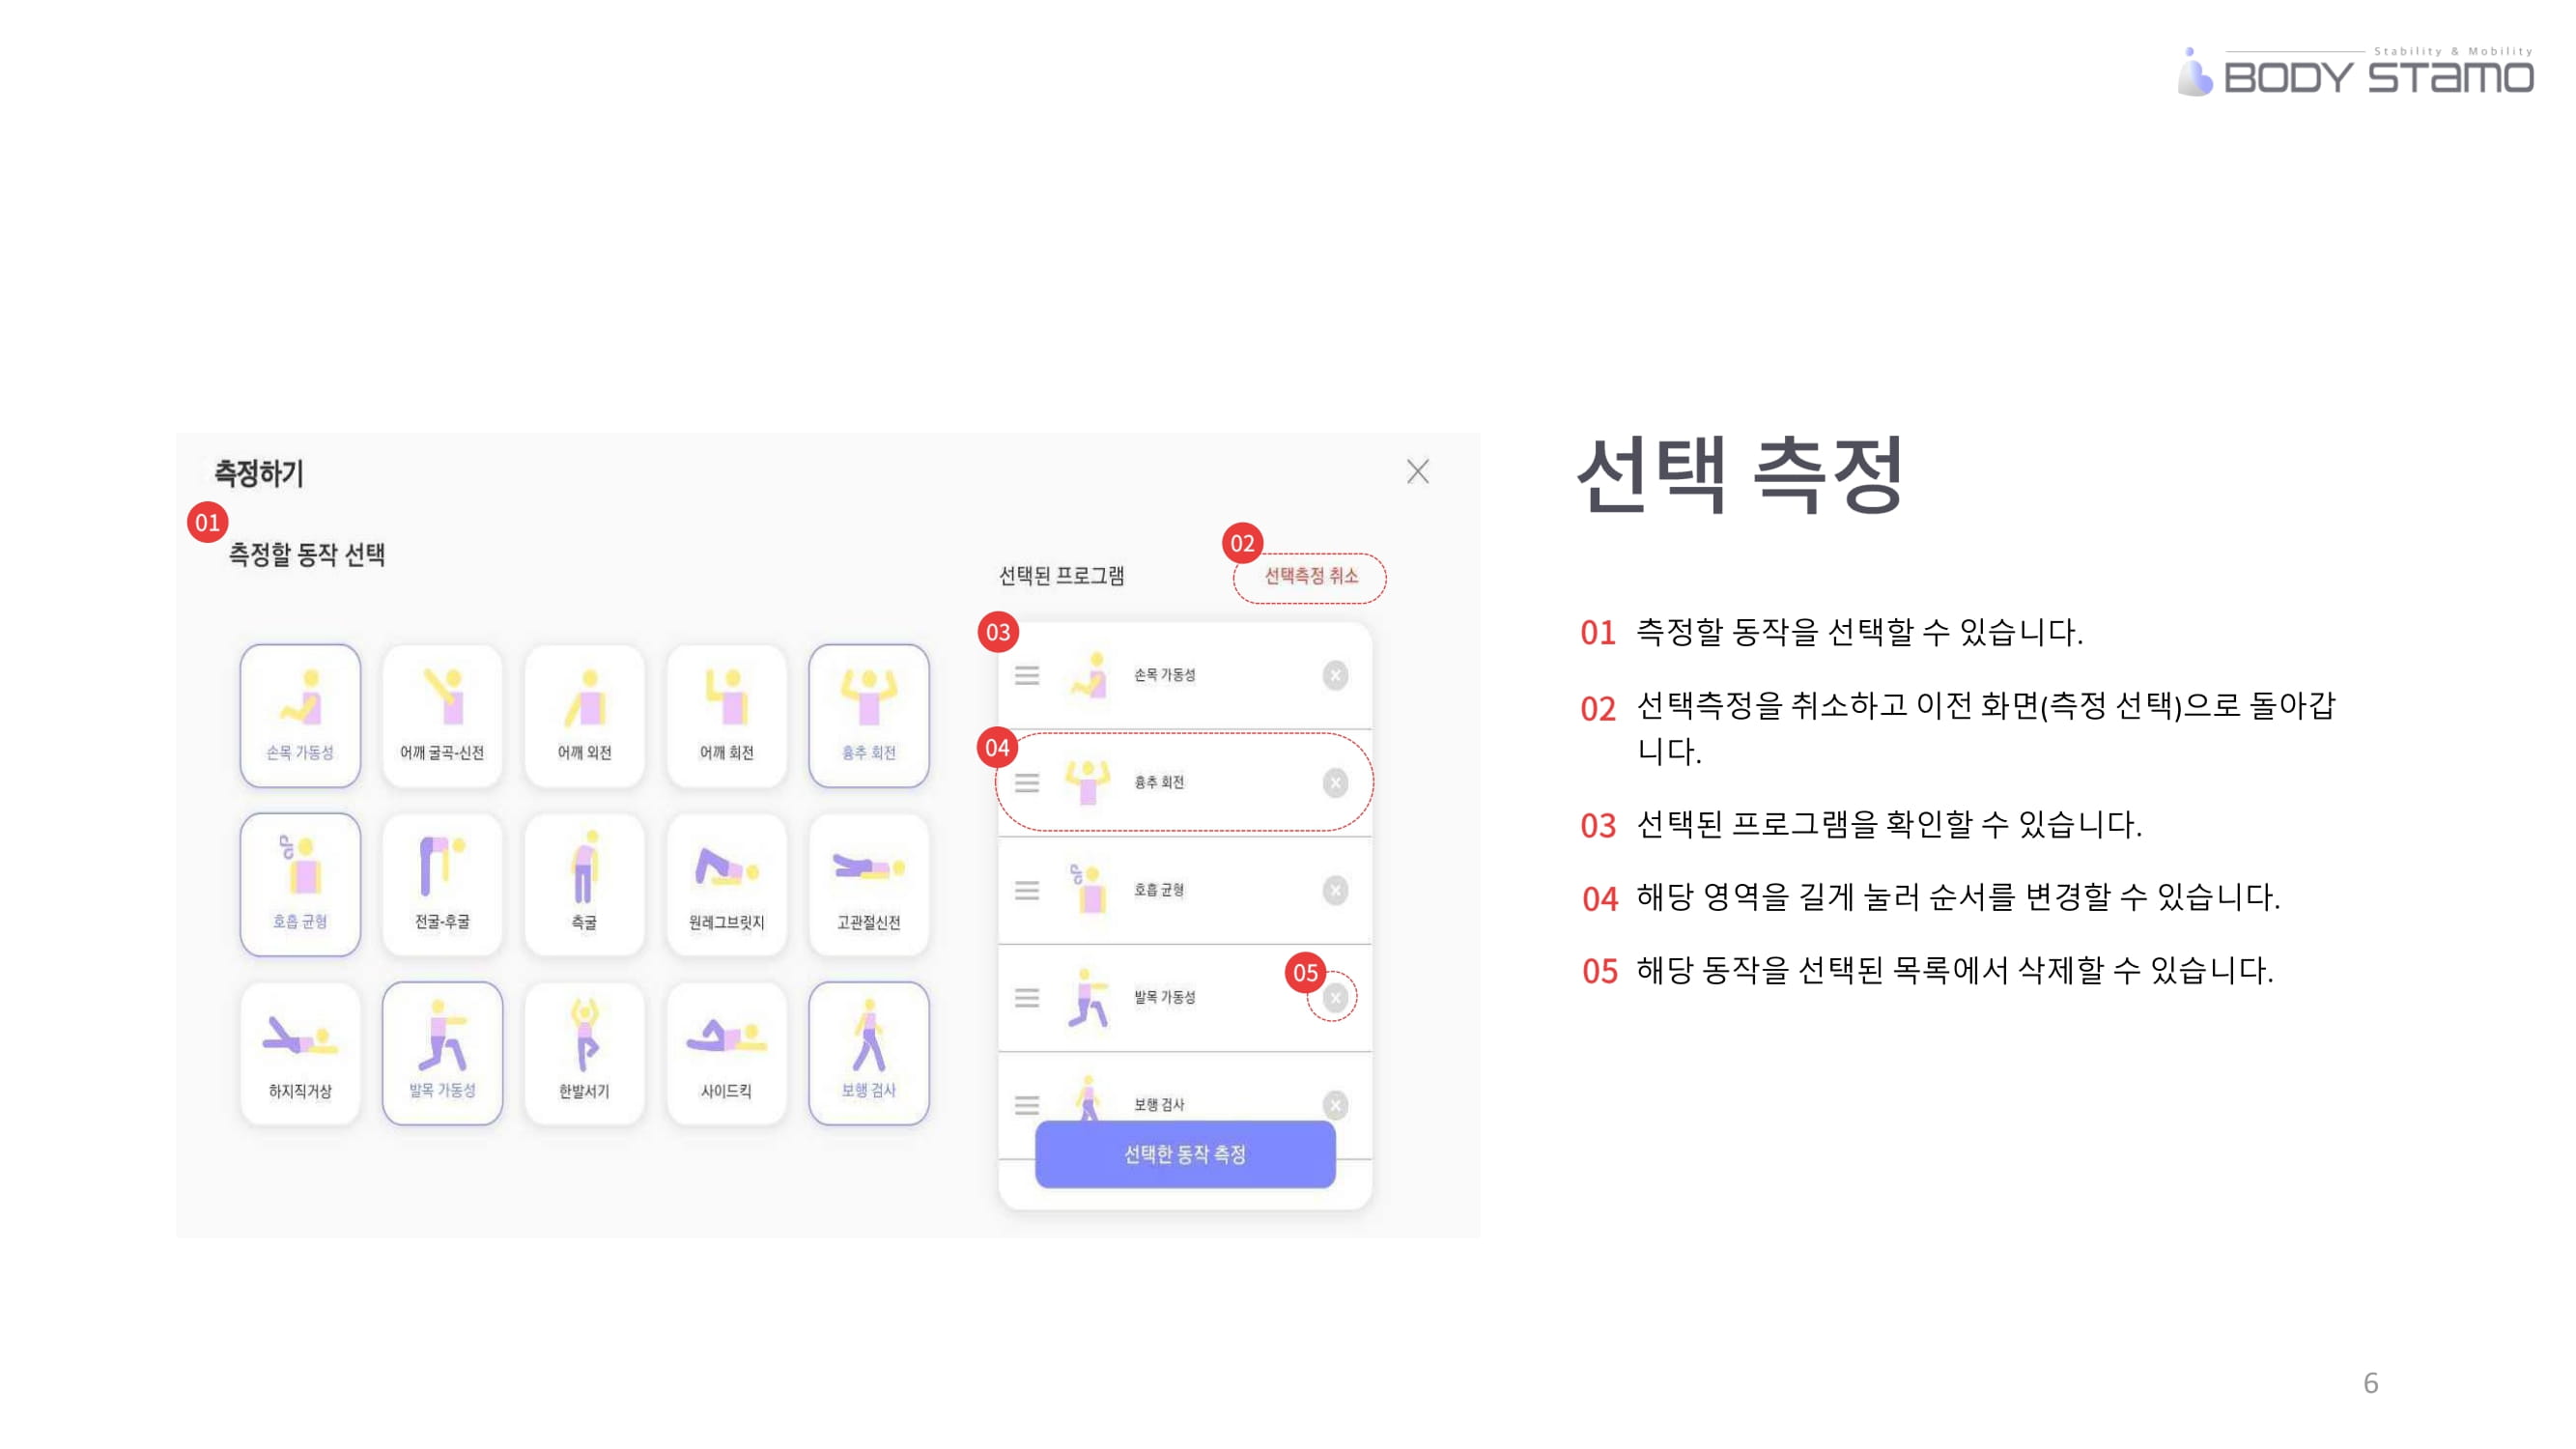 Stability & Mobility
BODY STamo
측정하기
01
측정할 동작 선택
손목 가동성
어깨 굴곡-신전
어깨 외전
어깨 회전
흉추 회전
호흡 균형
전굴-후굴
측굴
원레그브릿지
고관절신전
하지직거상
발목 가동성
한발서기
사이드킥
보행 검사
선택된 프로그램
02
선택측정 취소
03
손목 가동성
04
흉추 회전
호흡 균형
05
발목 가동성
보행 검사
선택한 동작 측정
선택 측정
01 측정할 동작을 선택할 수 있습니다.
02 선택측정을 취소하고 이전 화면(측정 선택)으로 돌아갑
니다.
03 선택된 프로그램을 확인할 수 있습니다.
04 해당 영역을 길게 눌러 순서를 변경할 수 있습니다.
05 해당 동작을 선택된 목록에서 삭제할 수 있습니다.
6